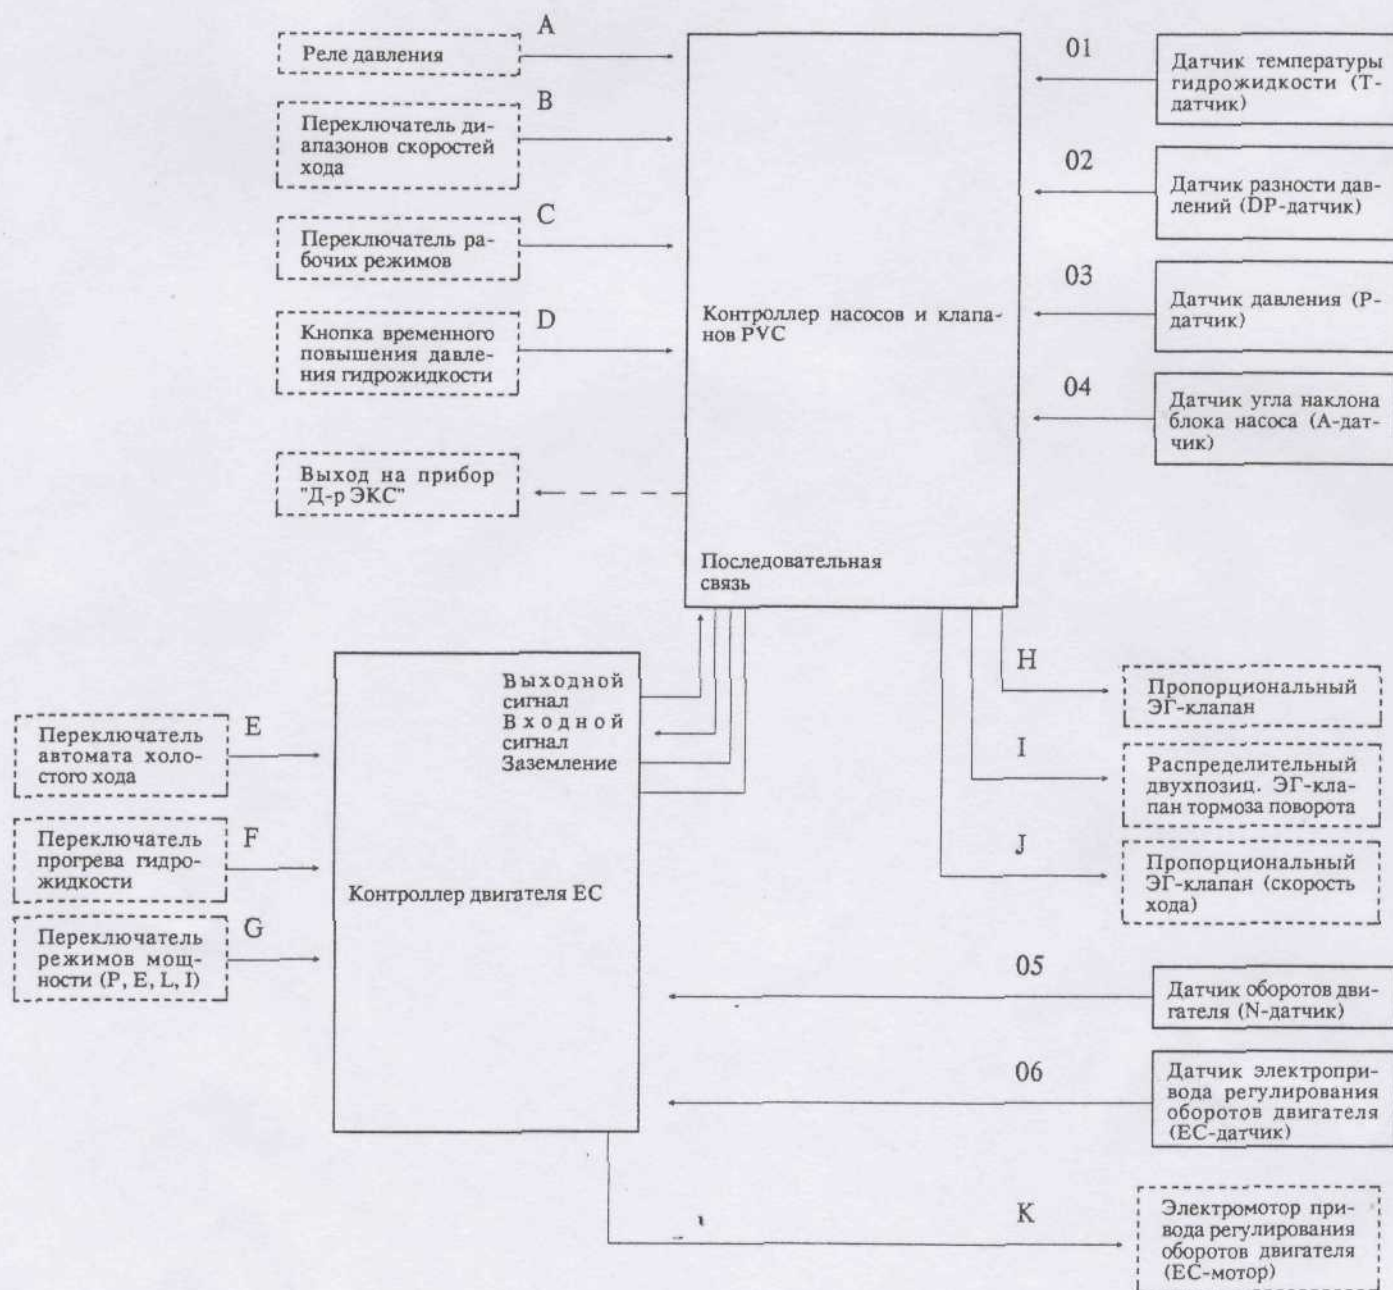 A
Реле давления
B
Переключатель ди-
апазонов скоростей
хода
C
Переключатель ра-
бочих режимов
D
Кнопка временного
повышения давле-
ния гидрожидкости
Выход на прибор
"Д-р ЭКС"
Контроллер насосов и клапа-
нов PVC
Последовательная
связь
01
Датчик температуры
гидрожидкости (Т-
датчик)
02
Датчик разности дав-
лений (DP-датчик)
03
Датчик давления (Р-
датчик)
04
Датчик угла наклона
блока насоса (А-дат-
чик)
Выходной
сигнал
Входной
сигнал
Заземление
Контроллер двигателя ЕС
E
Переключатель
автомата холо-
стого хода
F
Переключатель
прогрева гидро-
жидкости
G
Переключатель
режимов мощ-
ности (P, E, L, I)
H
Пропорциональный
ЭГ-клапан
I
Распределительный
двухпозиц. ЭГ-кла-
пан тормоза поворота
J
Пропорциональный
ЭГ-клапан (скорость
хода)
05
Датчик оборотов дви-
гателя (N-датчик)
06
Датчик электропри-
вода регулирования
оборотов двигателя
(ЕС-датчик)
K
Электромотор при-
вода регулирования
оборотов двигателя
(ЕС-мотор)